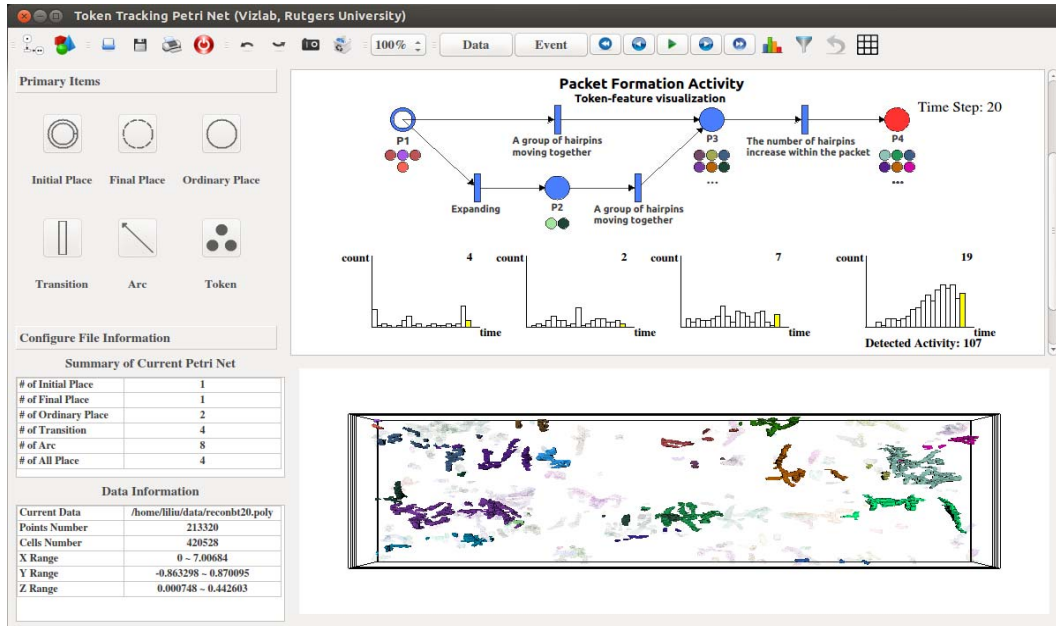 Token Tracking Petri Net (Vizlab, Rutgers University)
100%
Data
Event
Primary Items
Initial Place
Final Place
Ordinary Place
Transition
Arc
Token
Configure File Information
Summary of Current Petri Net
# of Initial Place 1
# of Final Place 1
# of Ordinary Place 2
# of Transition 4
# of Arc 8
# of All Place 4
Data Information
Current Data /home/liliu/data/reconbt20.poly
Points Number 213320
Cells Number 420528
X Range 0 ~ 7.00684
Y Range -0.863298 ~ 0.870095
Z Range 0.000748 ~ 0.442603
Packet Formation Activity
Token-feature visualization
Time Step: 20
P1
A group of hairpins
moving together
P3
...
The number of hairpins
increase within the packet
P4
...
Expanding
P2
A group of hairpins
moving together
count 4 time
count 2 time
count 7 time
count 19 time
Detected Activity: 107